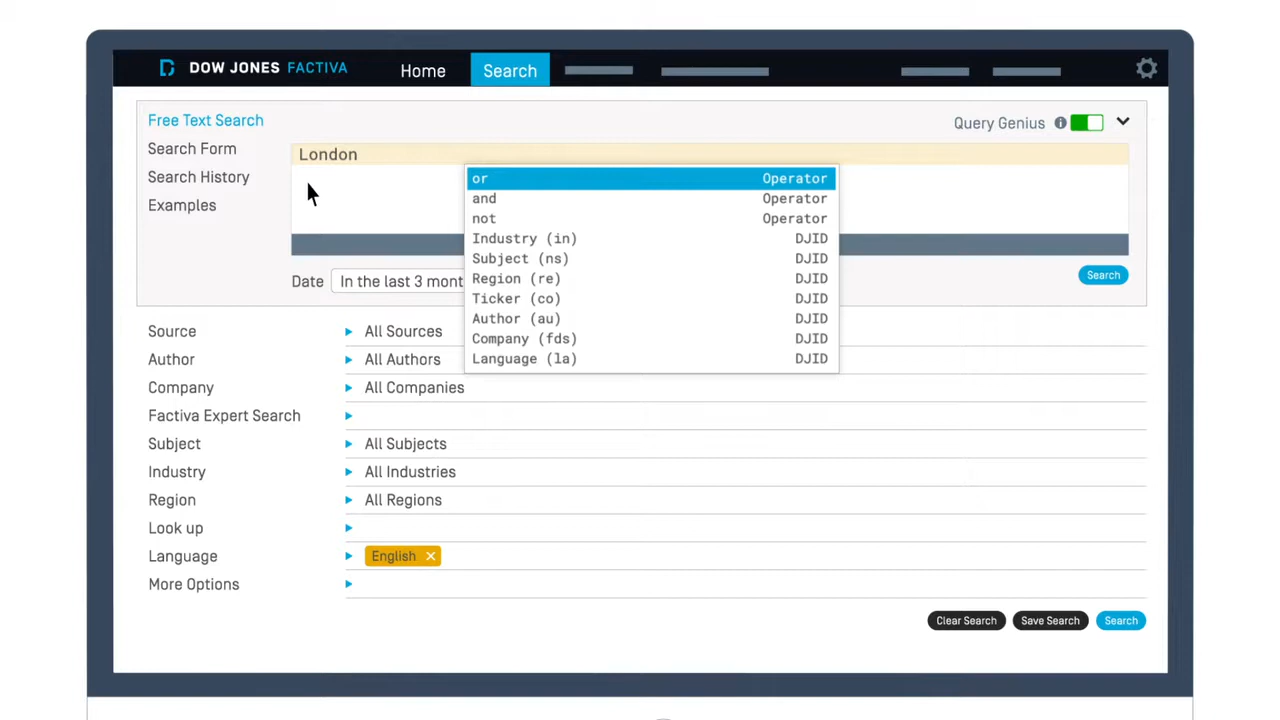 DOW JONES FACTIVA Home Search
Free Text Search
Query Genius
Search Form
London
Search History
Examples
or Operator
and Operator
not Operator
Industry (in) DJID
Subject (ns) DJID
Region (re) DJID
Ticker (co) DJID
Author (au) DJID
Company (fds) DJID
Language (la) DJID
Date In the last 3 mont
Search
Source All Sources
Author All Authors
Company All Companies
Factiva Expert Search
Subject All Subjects
Industry All Industries
Region All Regions
Look up
Language English
More Options
Clear Search Save Search Search